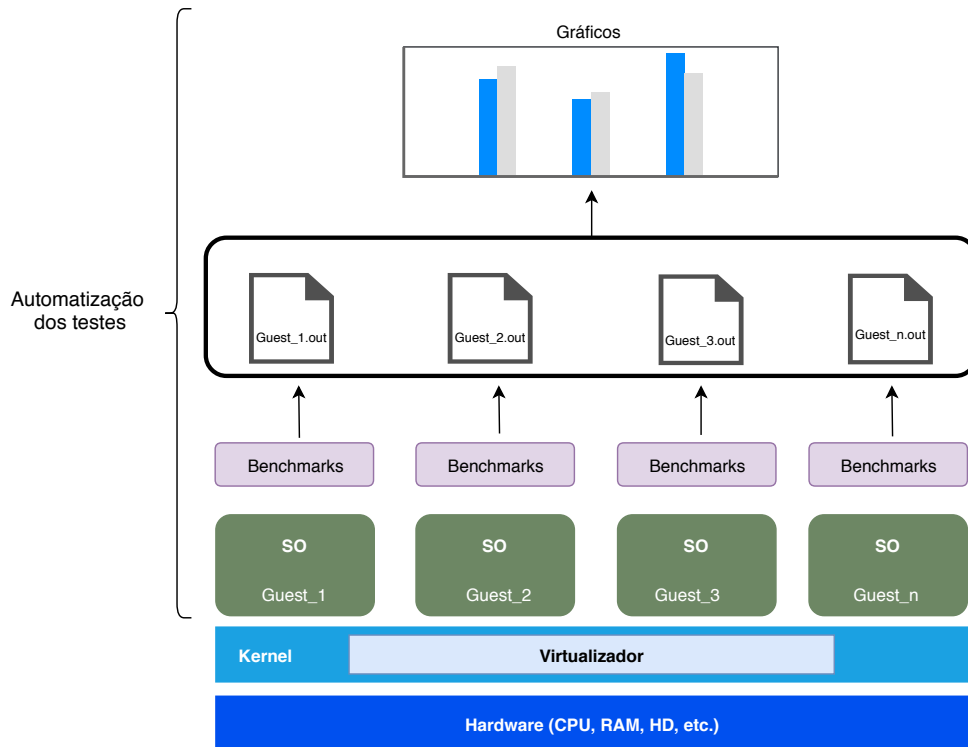 Gráficos
Automatização
dos testes
Guest_1.out
Guest_2.out
Guest_3.out
Guest_n.out
Benchmarks
Benchmarks
Benchmarks
Benchmarks
SO
SO
SO
SO
Guest_1
Guest_2
Guest_3
Guest_n
Kernel
Virtualizador
Hardware (CPU, RAM, HD, etc.)